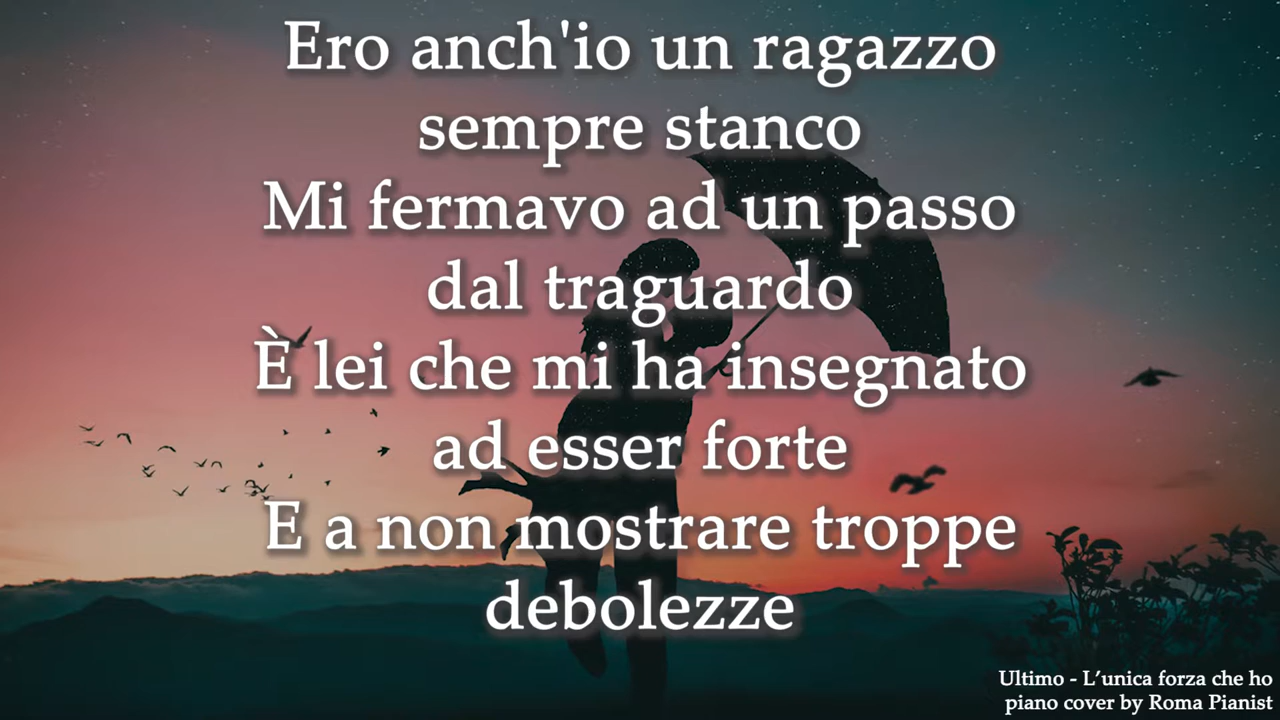 Ero anch'io un ragazzo
sempre stanco
Mi fermavo ad un passo
dal traguardo
È lei che mi ha insegnato
ad esser forte
E a non mostrare troppe
debolezze
Ultimo - L’unica forza che ho
piano cover by Roma Pianist